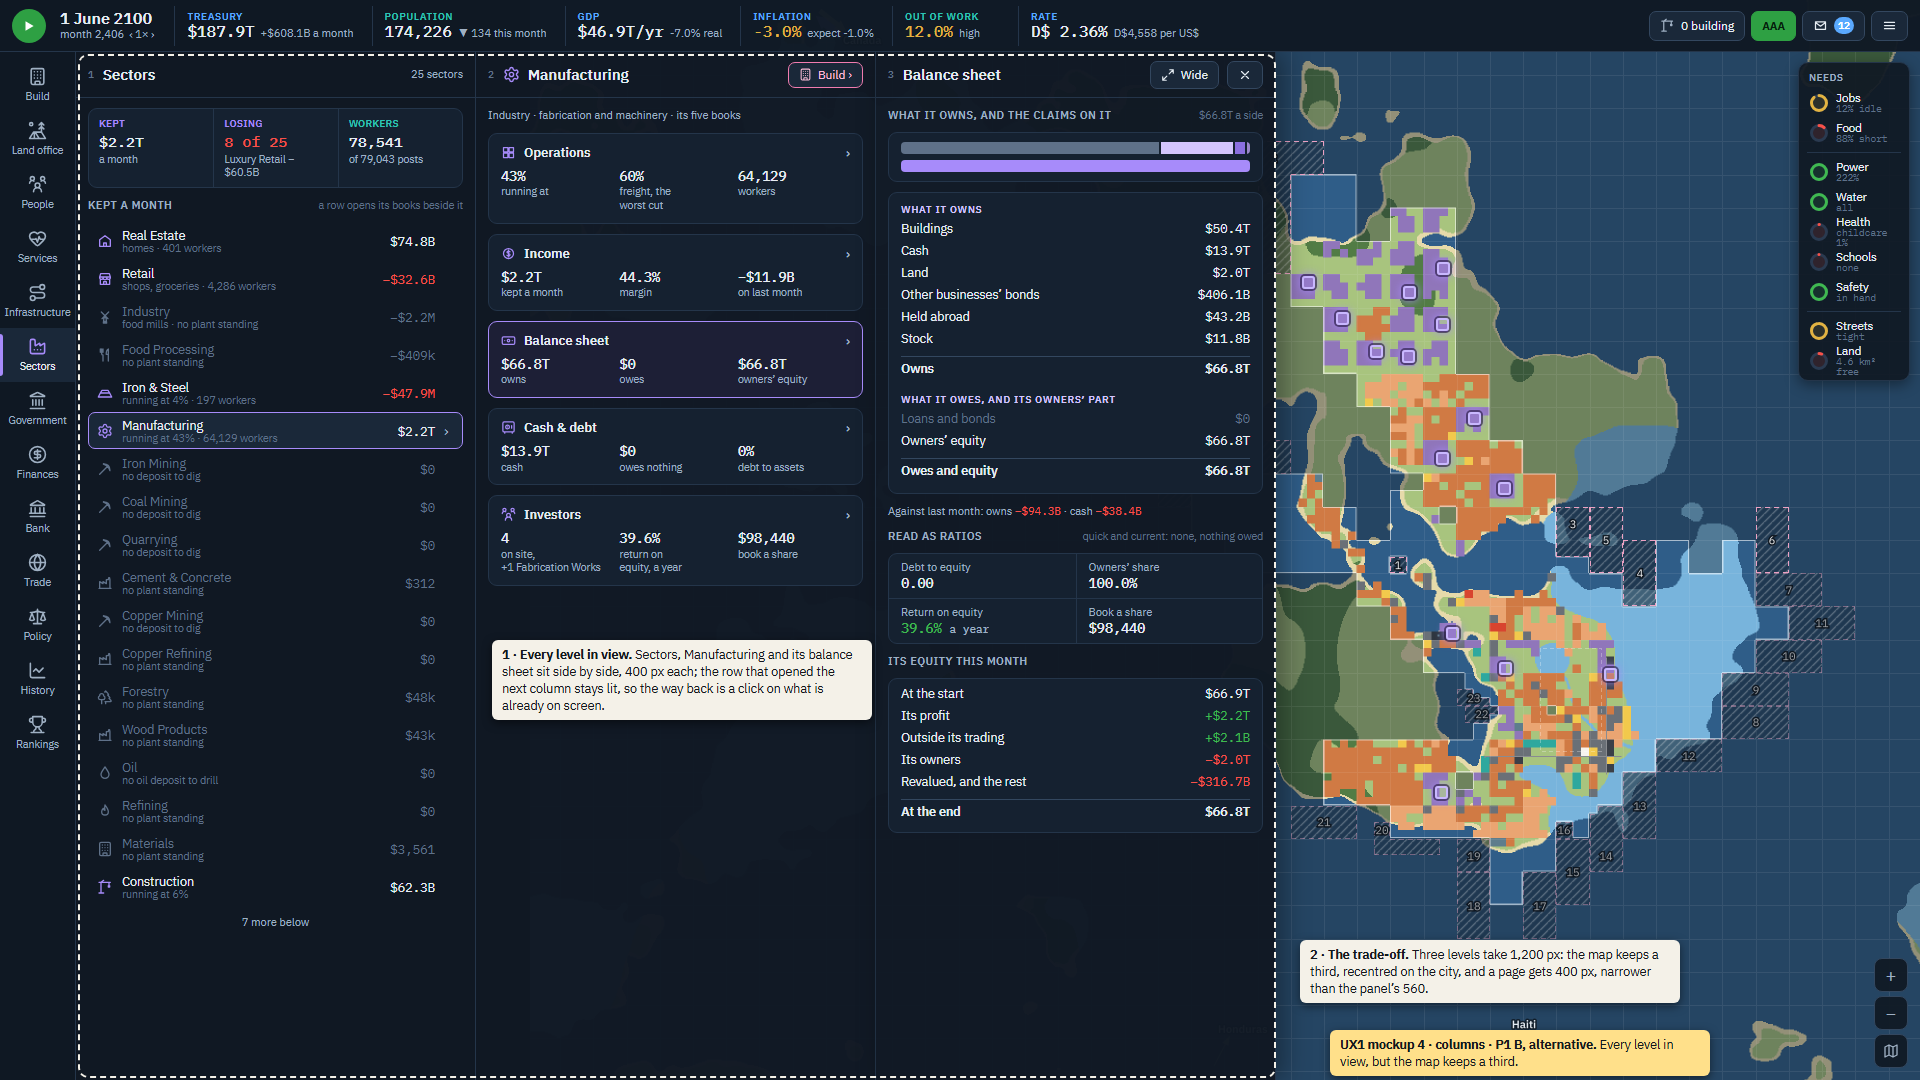 1 June 2100
month 2,406 ‹ 1× ›
TREASURY
$187.9T +$608.1B a month
POPULATION
174,226 ▼ 134 this month
GDP
$46.9T/yr -7.0% real
INFLATION
-3.0% expect -1.0%
OUT OF WORK
12.0% high
RATE
D$ 2.36% D$4,558 per US$
0 building
AAA
12
Build
Land office
People
Services
Infrastructure
Sectors
Government
Finances
Bank
Trade
Policy
History
Rankings
1 Sectors
25 sectors
KEPT
$2.2T
a month
LOSING
8 of 25
Luxury Retail −
$60.5B
WORKERS
78,541
of 79,043 posts
KEPT A MONTH
a row opens its books beside it
Real Estate
homes · 401 workers
$74.8B
Retail
shops, groceries · 4,286 workers
−$32.6B
Industry
food mills · no plant standing
−$2.2M
Food Processing
no plant standing
−$409k
Iron & Steel
running at 4% · 197 workers
−$47.9M
Manufacturing
running at 43% · 64,129 workers
$2.2T ›
Iron Mining
no deposit to dig
$0
Coal Mining
no deposit to dig
$0
Quarrying
no deposit to dig
$0
Cement & Concrete
no plant standing
$312
Copper Mining
no deposit to dig
$0
Copper Refining
no plant standing
$0
Forestry
no plant standing
$48k
Wood Products
no plant standing
$43k
Oil
no oil deposit to drill
$0
Refining
no plant standing
$0
Materials
no plant standing
$3,561
Construction
running at 6%
$62.3B
7 more below
2 Manufacturing
Build ›
Industry · fabrication and machinery · its five books
Operations ›
43%
running at
60%
freight, the
worst cut
64,129
workers
Income ›
$2.2T
kept a month
44.3%
margin
−$11.9B
on last month
Balance sheet ›
$66.8T
owns
$0
owes
$66.8T
owners’ equity
Cash & debt ›
$13.9T
cash
$0
owes nothing
0%
debt to assets
Investors ›
4
on site,
+1 Fabrication Works
39.6%
return on
equity, a year
$98,440
book a share
1 · Every level in view. Sectors, Manufacturing and its balance
sheet sit side by side, 400 px each; the row that opened the
next column stays lit, so the way back is a click on what is
already on screen.
3 Balance sheet
Wide
WHAT IT OWNS, AND THE CLAIMS ON IT
$66.8T a side
WHAT IT OWNS
Buildings $50.4T
Cash $13.9T
Land $2.0T
Other businesses’ bonds $406.1B
Held abroad $43.2B
Stock $11.8B
Owns $66.8T
WHAT IT OWES, AND ITS OWNERS’ PART
Loans and bonds $0
Owners’ equity $66.8T
Owes and equity $66.8T
Against last month: owns −$94.3B · cash −$38.4B
READ AS RATIOS
quick and current: none, nothing owed
Debt to equity
0.00
Owners’ share
100.0%
Return on equity
39.6% a year
Book a share
$98,440
ITS EQUITY THIS MONTH
At the start $66.9T
Its profit +$2.2T
Outside its trading +$2.1B
Its owners −$2.0T
Revalued, and the rest −$316.7B
At the end $66.8T
NEEDS
Jobs
12% idle
Food
88% short
Power
222%
Water
all
Health
childcare
1%
Schools
none
Safety
in hand
Streets
tight
Land
4.6 km²
free
3
5
6
1
4
7
11
10
9
8
23
22
12
13
21
20
16
19
14
15
18
17
2 · The trade-off. Three levels take 1,200 px: the map keeps a
third, recentred on the city, and a page gets 400 px, narrower
than the panel’s 560.
Haiti
UX1 mockup 4 · columns · P1 B, alternative. Every level in
view, but the map keeps a third.
+
−